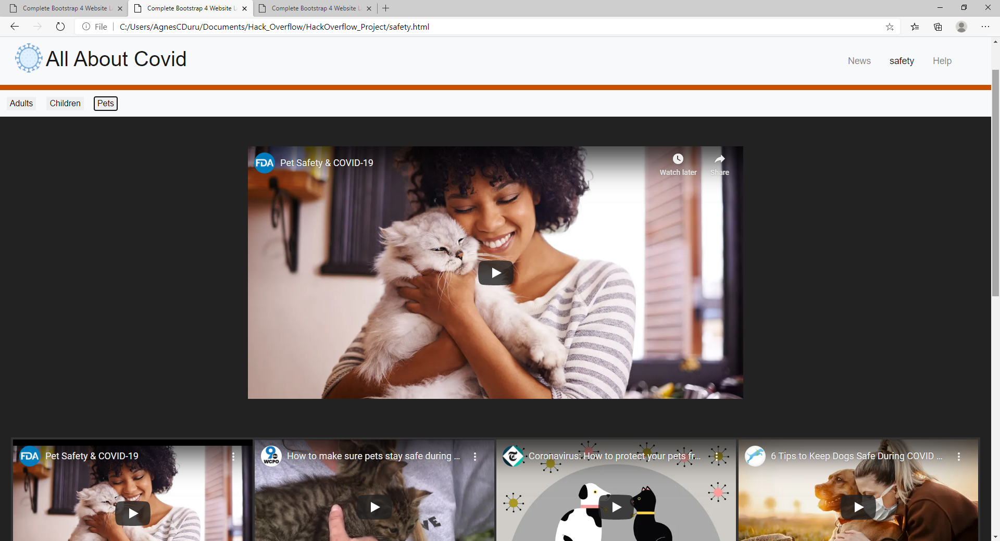 Complete Bootstrap 4 Website L
Complete Bootstrap 4 Website L
Complete Bootstrap 4 Website L
File
C:/Users/AgnesCDuru/Documents/Hack_Overflow/HackOverflow_Project/safety.html
All About Covid
News
safety
Help
Adults
Children
Pets
FDA
Pet Safety & COVID-19
Watch later
Share
FDA
Pet Safety & COVID-19
9
WCPO
How to make sure pets stay safe during ...
T
Coronavirus: How to protect your pets fr...
6 Tips to Keep Dogs Safe During COVID ...